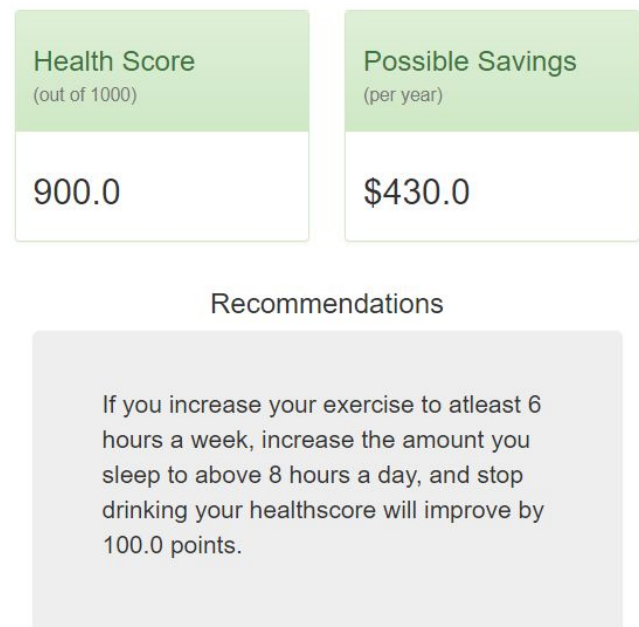 Health Score
(out of 1000)
900.0
Possible Savings
(per year)
$430.0
Recommendations
If you increase your exercise to atleast 6
hours a week, increase the amount you
sleep to above 8 hours a day, and stop
drinking your healthscore will improve by
100.0 points.